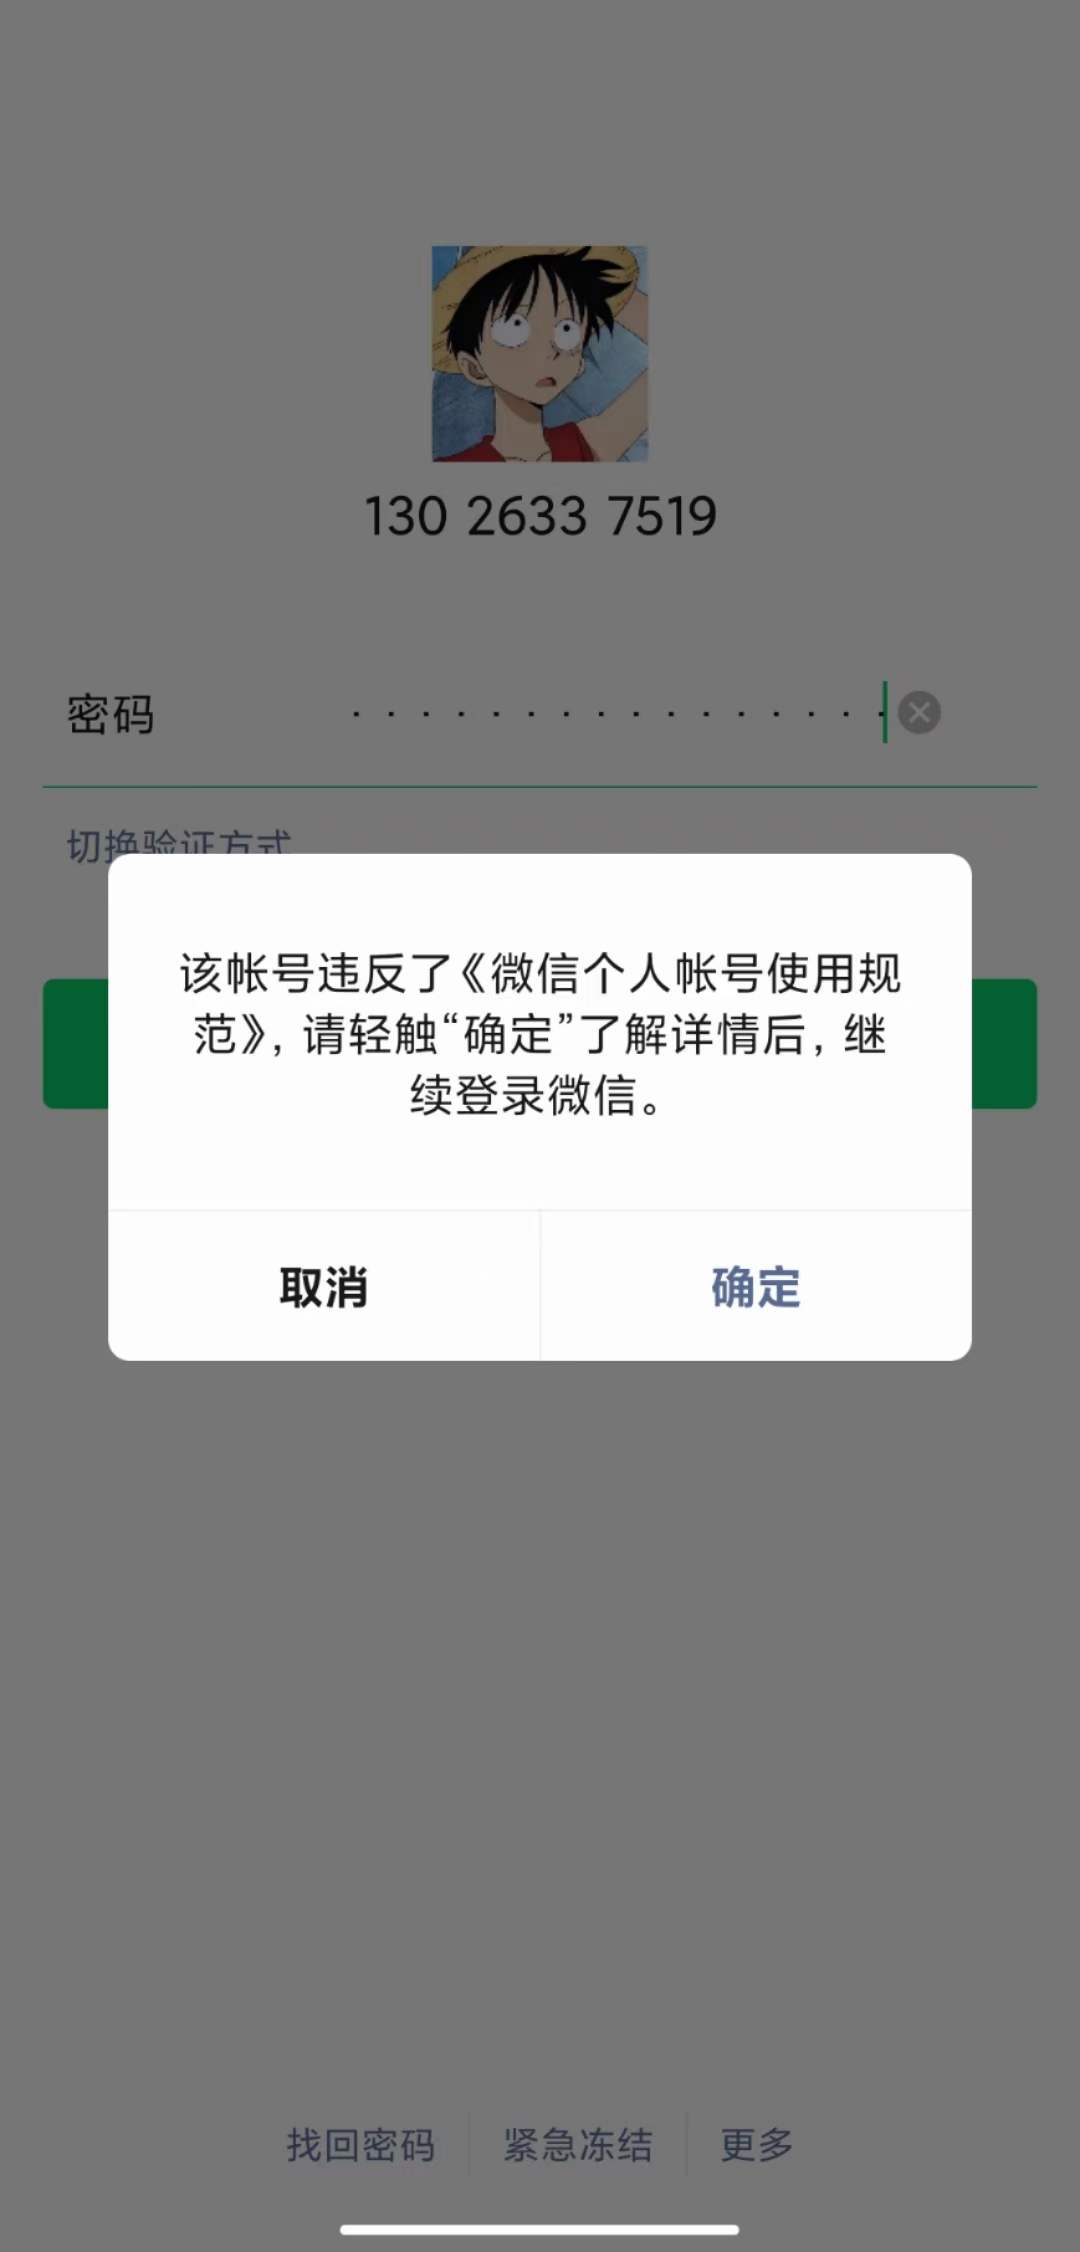 130 2633 7519
密码
切换验证方式
该帐号违反了《微信个人帐号使用规
范》, 请轻触“确定”了解详情后, 继
续登录微信。
取消
确定
找回密码
紧急冻结
更多